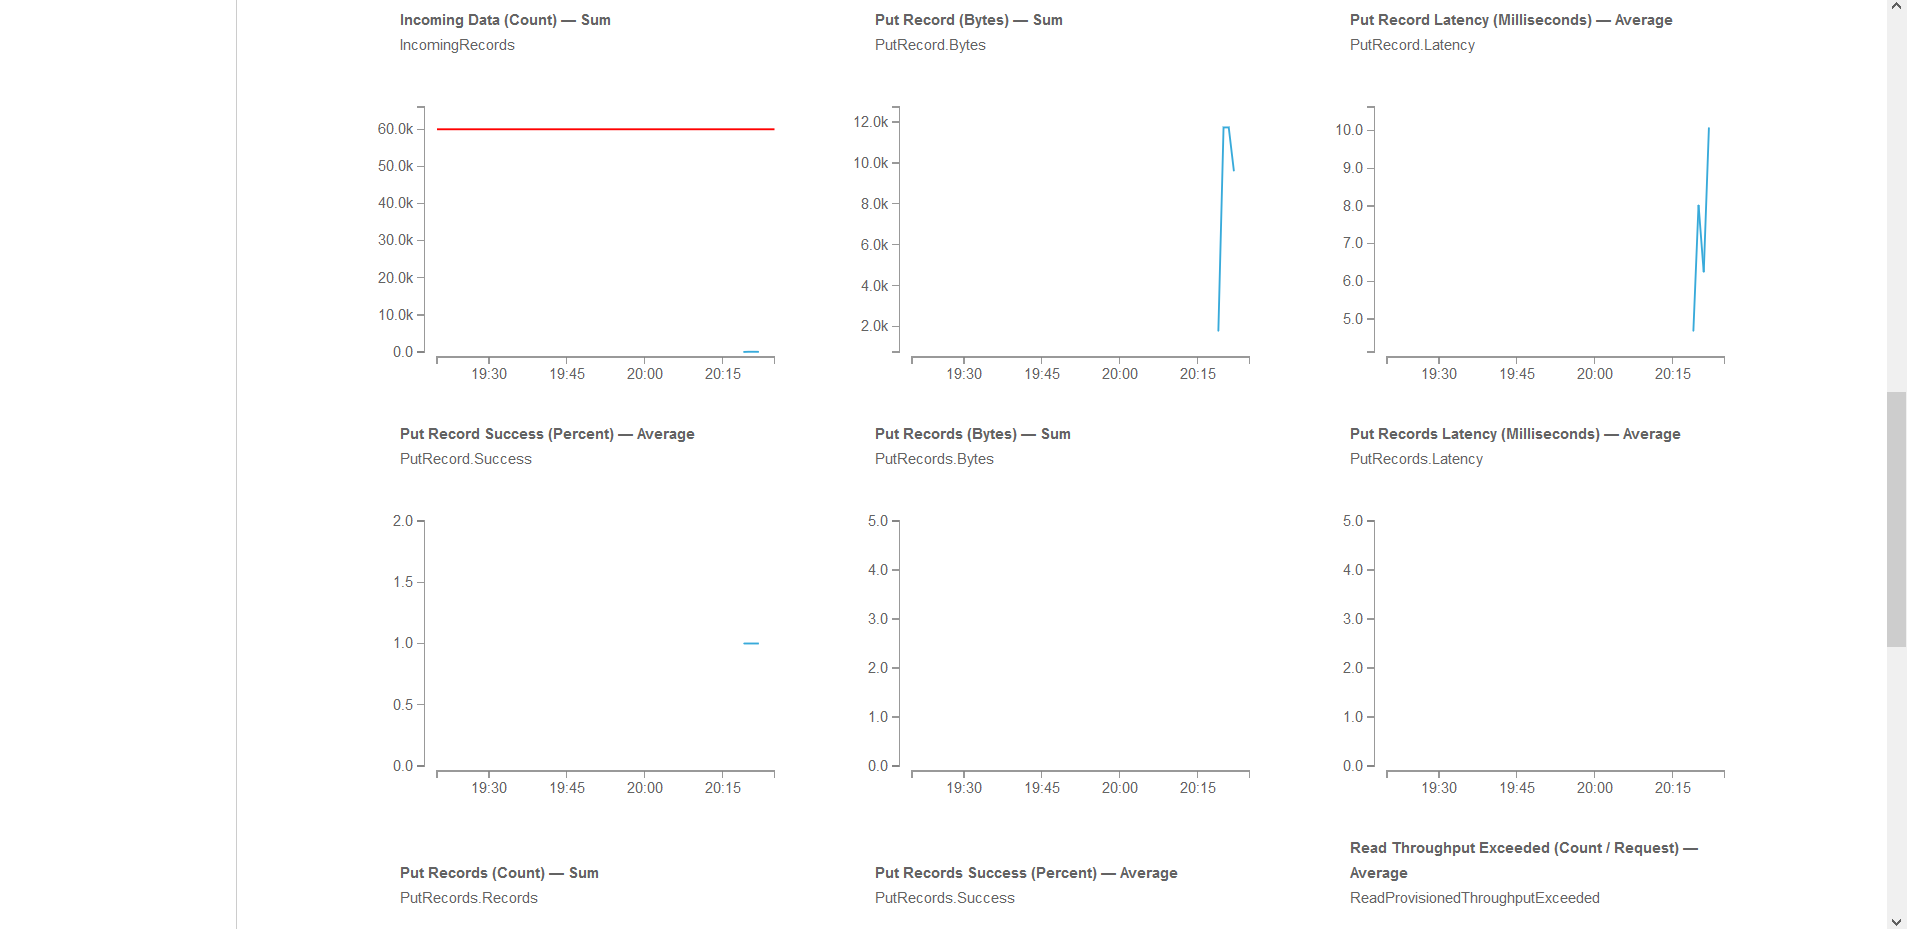 Incoming Data (Count) — Sum
IncomingRecords
60.0k
50.0k
40.0k
30.0k
20.0k
10.0k
0.0
19:30 19:45 20:00 20:15
Put Record (Bytes) — Sum
PutRecord.Bytes
12.0k
10.0k
8.0k
6.0k
4.0k
2.0k
19:30 19:45 20:00 20:15
Put Record Latency (Milliseconds) — Average
PutRecord.Latency
10.0
9.0
8.0
7.0
6.0
5.0
19:30 19:45 20:00 20:15
Put Record Success (Percent) — Average
PutRecord.Success
2.0
1.5
1.0
0.5
0.0
19:30 19:45 20:00 20:15
Put Records (Bytes) — Sum
PutRecords.Bytes
5.0
4.0
3.0
2.0
1.0
0.0
19:30 19:45 20:00 20:15
Put Records Latency (Milliseconds) — Average
PutRecords.Latency
5.0
4.0
3.0
2.0
1.0
0.0
19:30 19:45 20:00 20:15
Put Records (Count) — Sum
PutRecords.Records
Put Records Success (Percent) — Average
PutRecords.Success
Read Throughput Exceeded (Count / Request) —
Average
ReadProvisionedThroughputExceeded